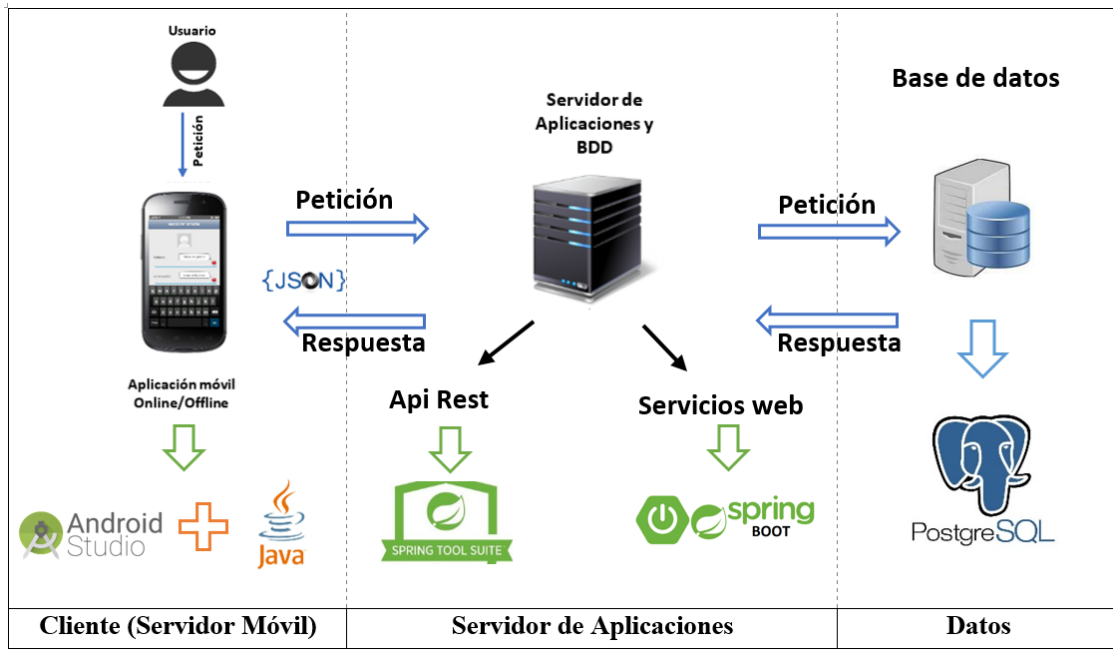 Usuario
Petición
Aplicación móvil
Online/Offline
Android
Studio
Java
Petición
{JSON}
Respuesta
Servidor de
Aplicaciones y
BDD
Api Rest
SPRING TOOL SUITE
Servicios web
spring
BOOT
Petición
Respuesta
Base de datos
PostgreSQL
Cliente (Servidor Móvil)
Servidor de Aplicaciones
Datos